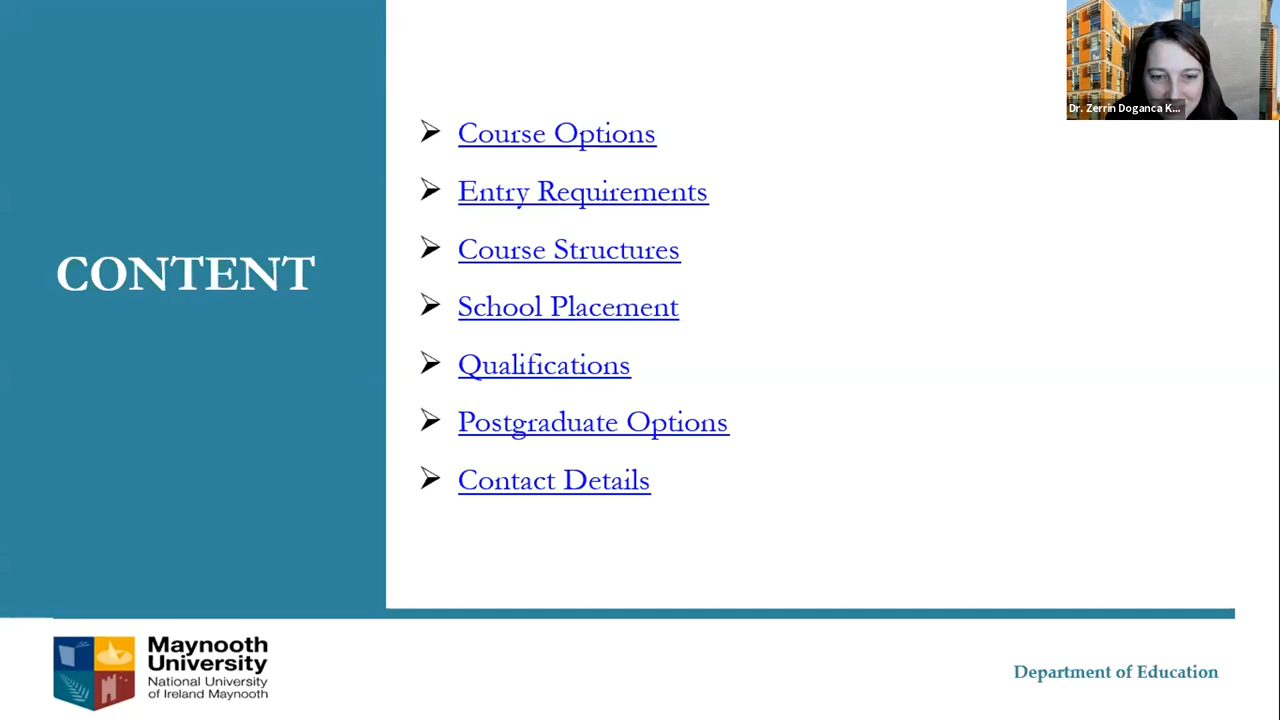 Dr. Zerrin Doganca K...
CONTENT
Course Options
Entry Requirements
Course Structures
School Placement
Qualifications
Postgraduate Options
Contact Details
Maynooth
University
National University
of Ireland Maynooth
Department of Education